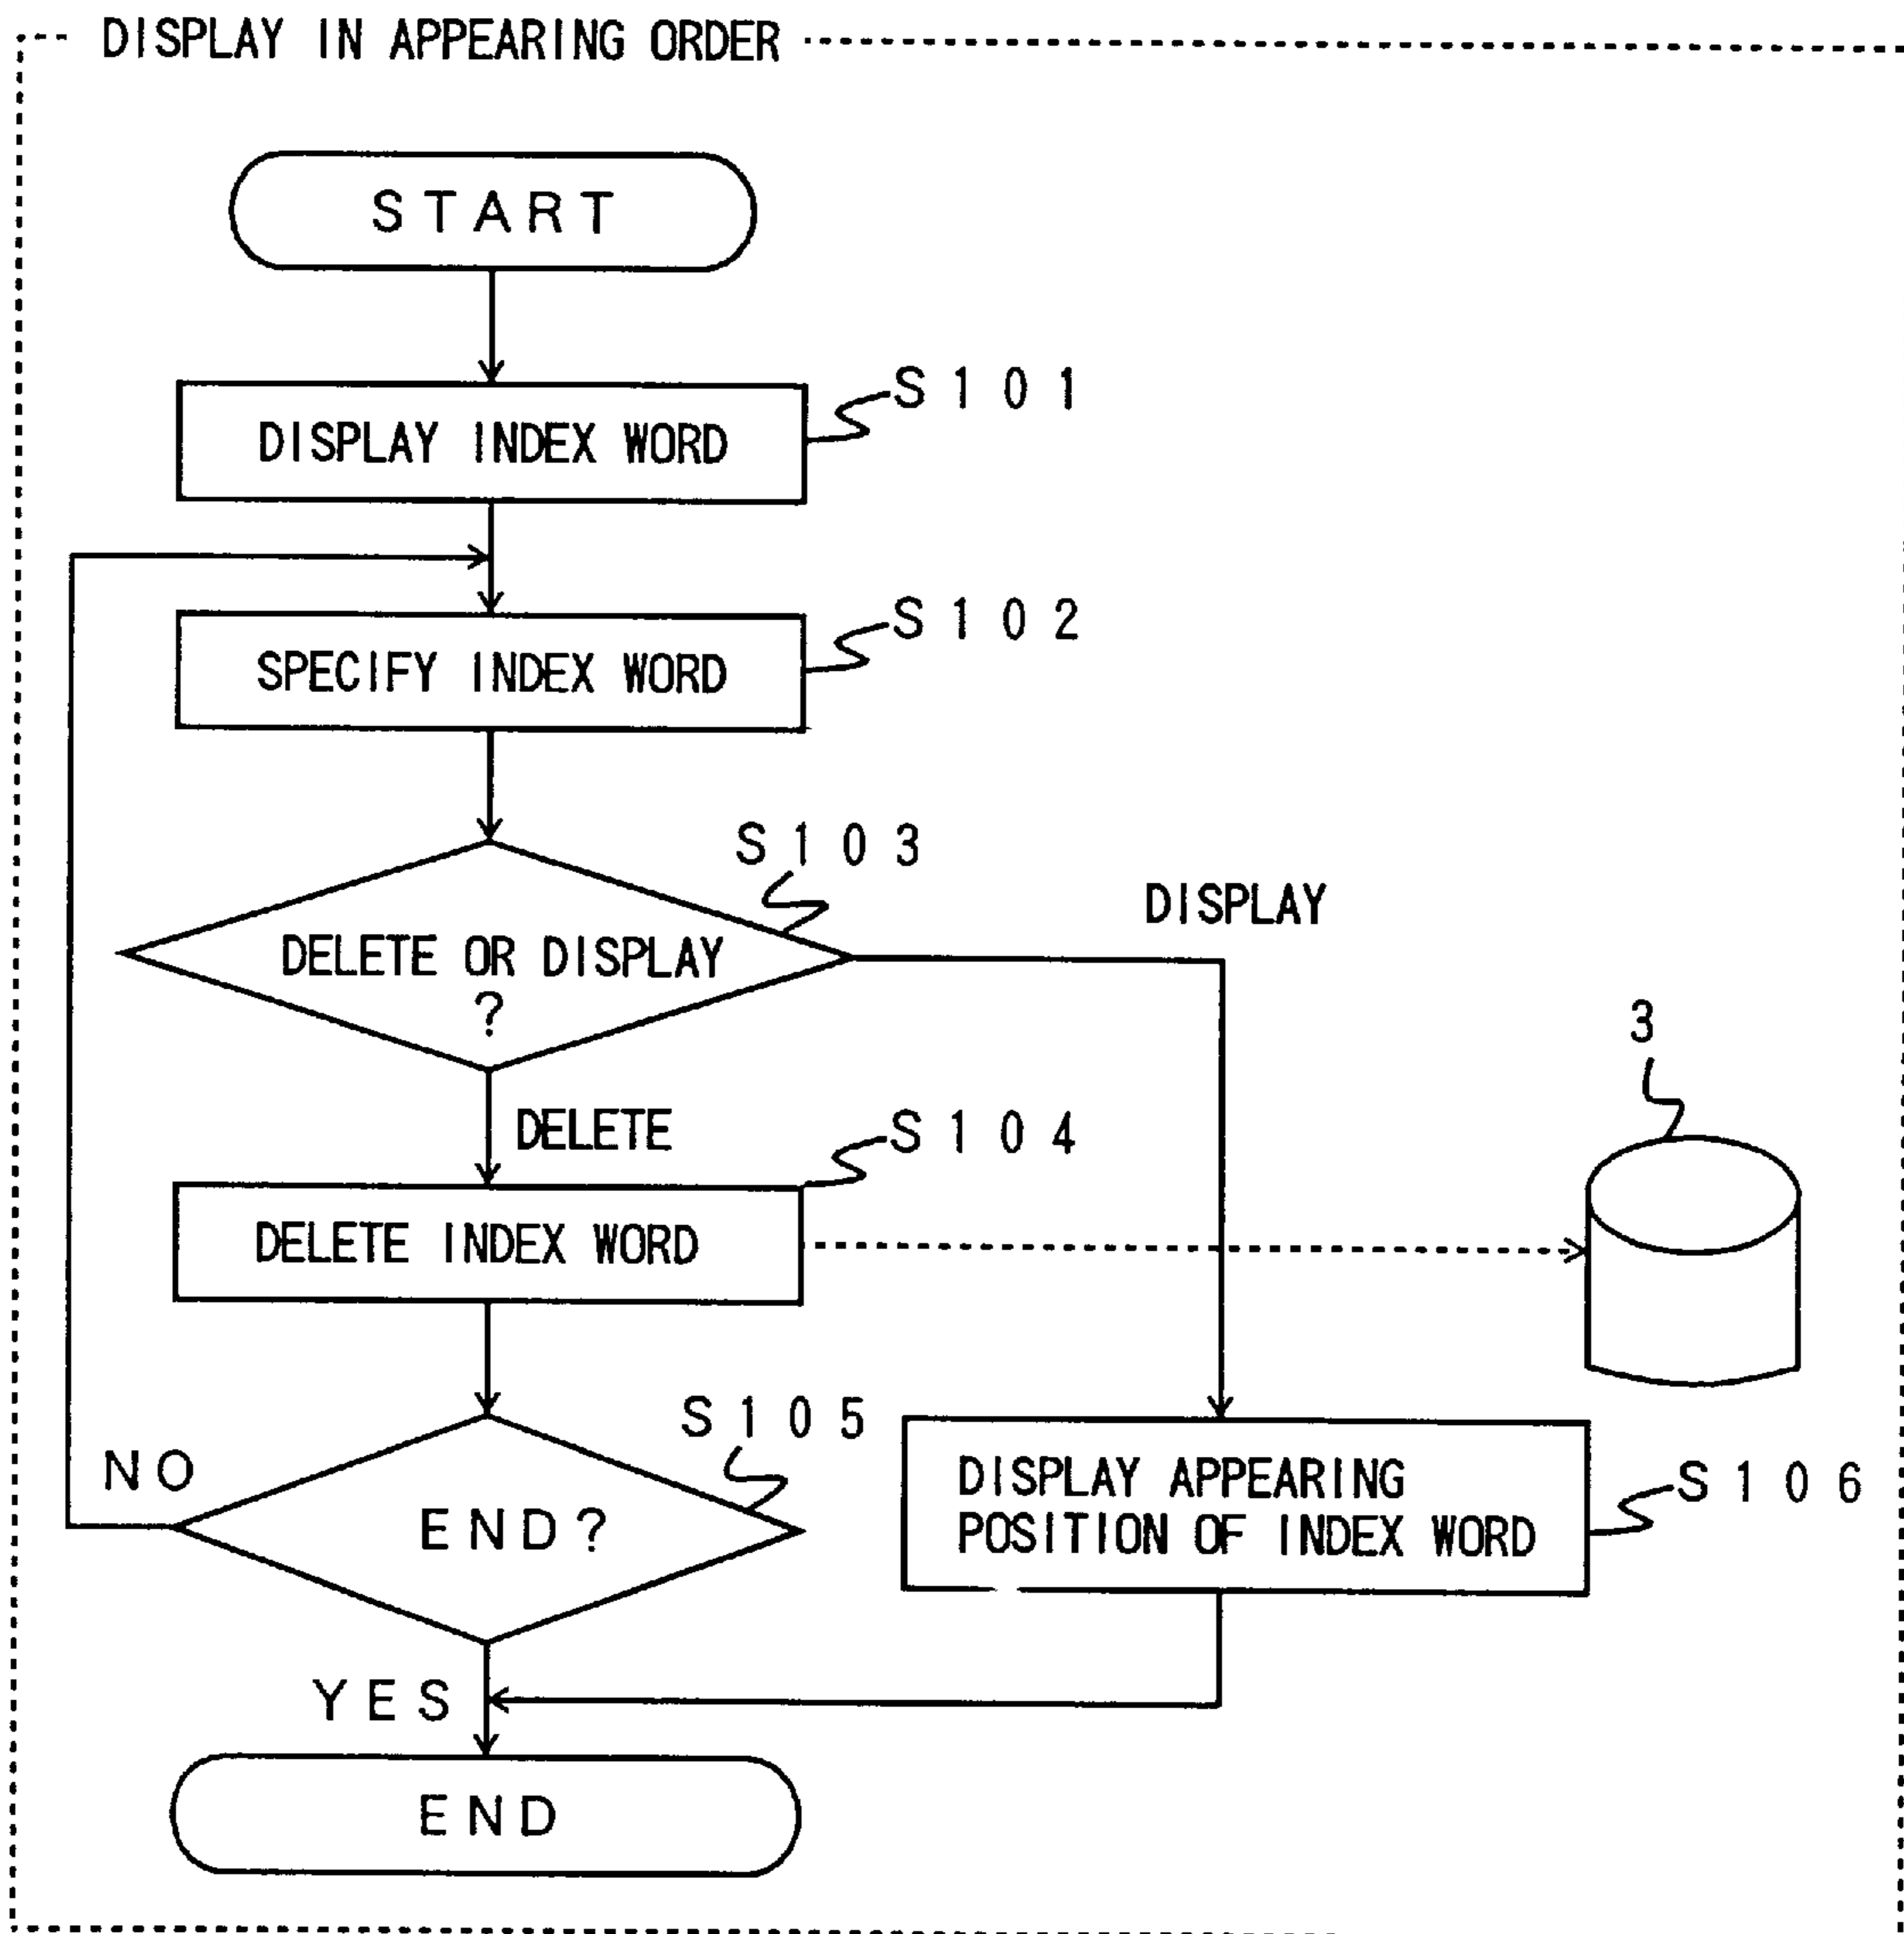 DISPLAY IN APPEARING ORDER
START
S101
DISPLAY INDEX WORD
S102
SPECIFY INDEX WORD
S103
DISPLAY
DELETE OR DISPLAY
?
3
DELETE
S104
DELETE INDEX WORD
S105
NO
END?
DISPLAY APPEARING
POSITION OF INDEX WORD
S106
YES
END